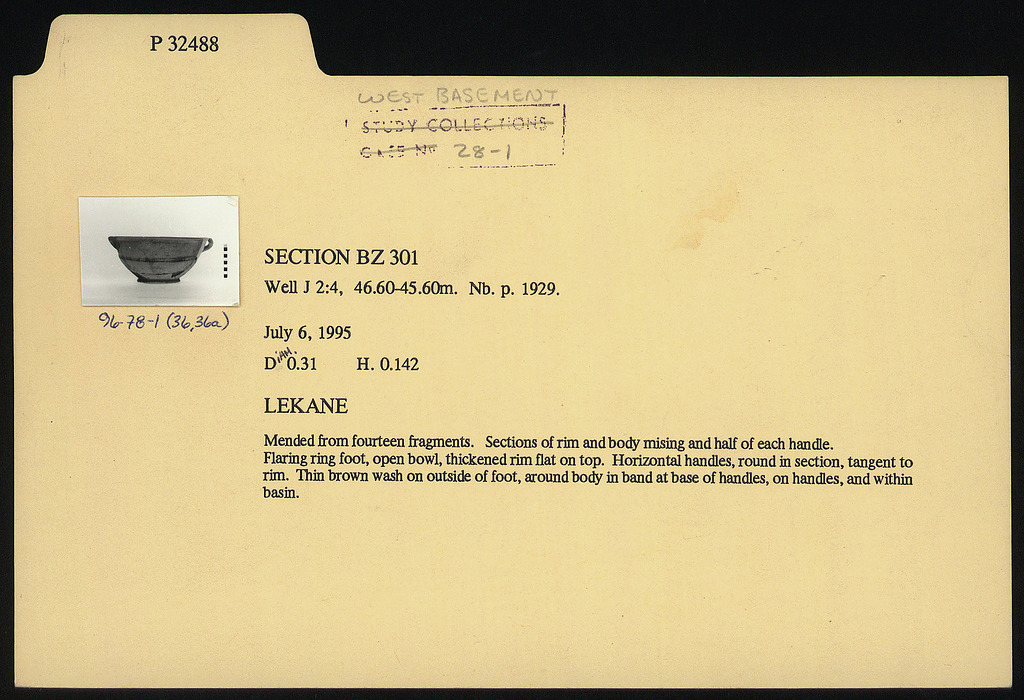 P 32488
WEST BASEMENT
STUDY COLLECTIONS
CASE No 28-1
96-78-1 (36,36a)
SECTION BZ 301
Well J 2:4, 46.60-45.60m. Nb. p. 1929.
July 6, 1995
Diam. 0.31 H. 0.142
LEKANE
Mended from fourteen fragments. Sections of rim and body mising and half of each handle.
Flaring ring foot, open bowl, thickened rim flat on top. Horizontal handles, round in section, tangent to
rim. Thin brown wash on outside of foot, around body in band at base of handles, on handles, and within
basin.